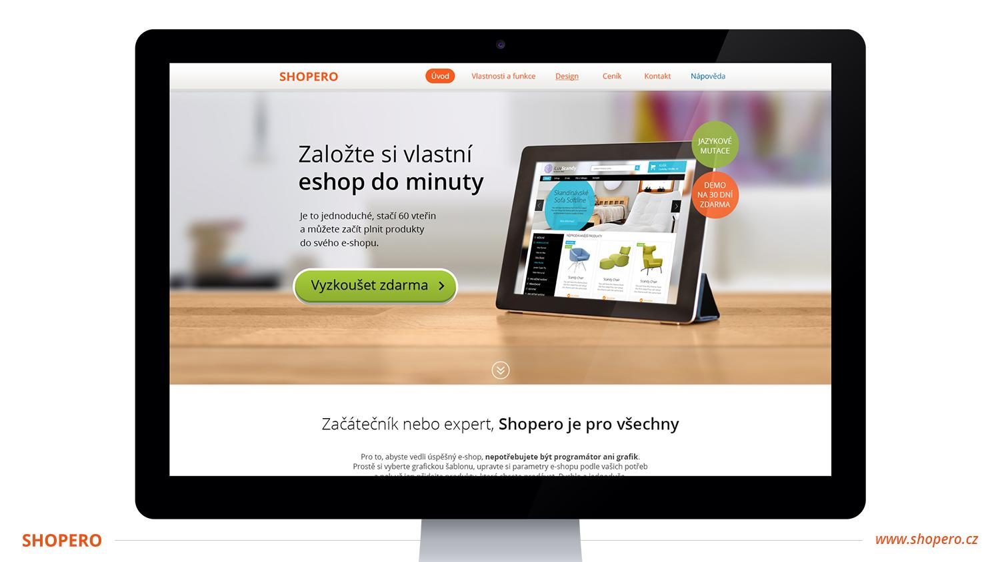 SHOPERO
Úvod
Vlastnosti a funkce
Design
Ceník
Kontakt
Nápověda
Založte si vlastní
eshop do minuty
Je to jednoduché, stačí 60 vteřin
a můžete začít plnit produkty
do svého e-shopu.
Vyzkoušet zdarma
JAZYKOVÉ
MUTACE
DEMO
NA 30 DNÍ
ZDARMA
iLuvScandy
Košík
Skandinávské
Sofa Softline
NEJPRODÁVANĚJŠÍ PRODUKTY
Scandy Chair
Scandy Chair
Scandy Chair
Začátečník nebo expert, Shopero je pro všechny
Pro to, abyste vedli úspěšný e-shop, nepotřebujete být programátor ani grafik.
Prostě si vyberte grafickou šablonu, upravte si parametry e-shopu podle vašich potřeb
SHOPERO
www.shopero.cz